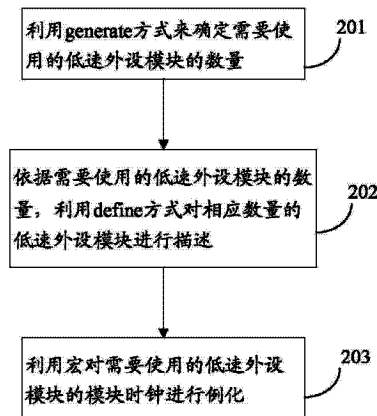 利用generate方式来确定需要使
用的低速外设模块的数量
201
依据需要使用的低速外设模块的数
量，利用define方式对相应数量的
低速外设模块进行描述
202
利用宏对需要使用的低速外设
模块的模块时钟进行例化
203